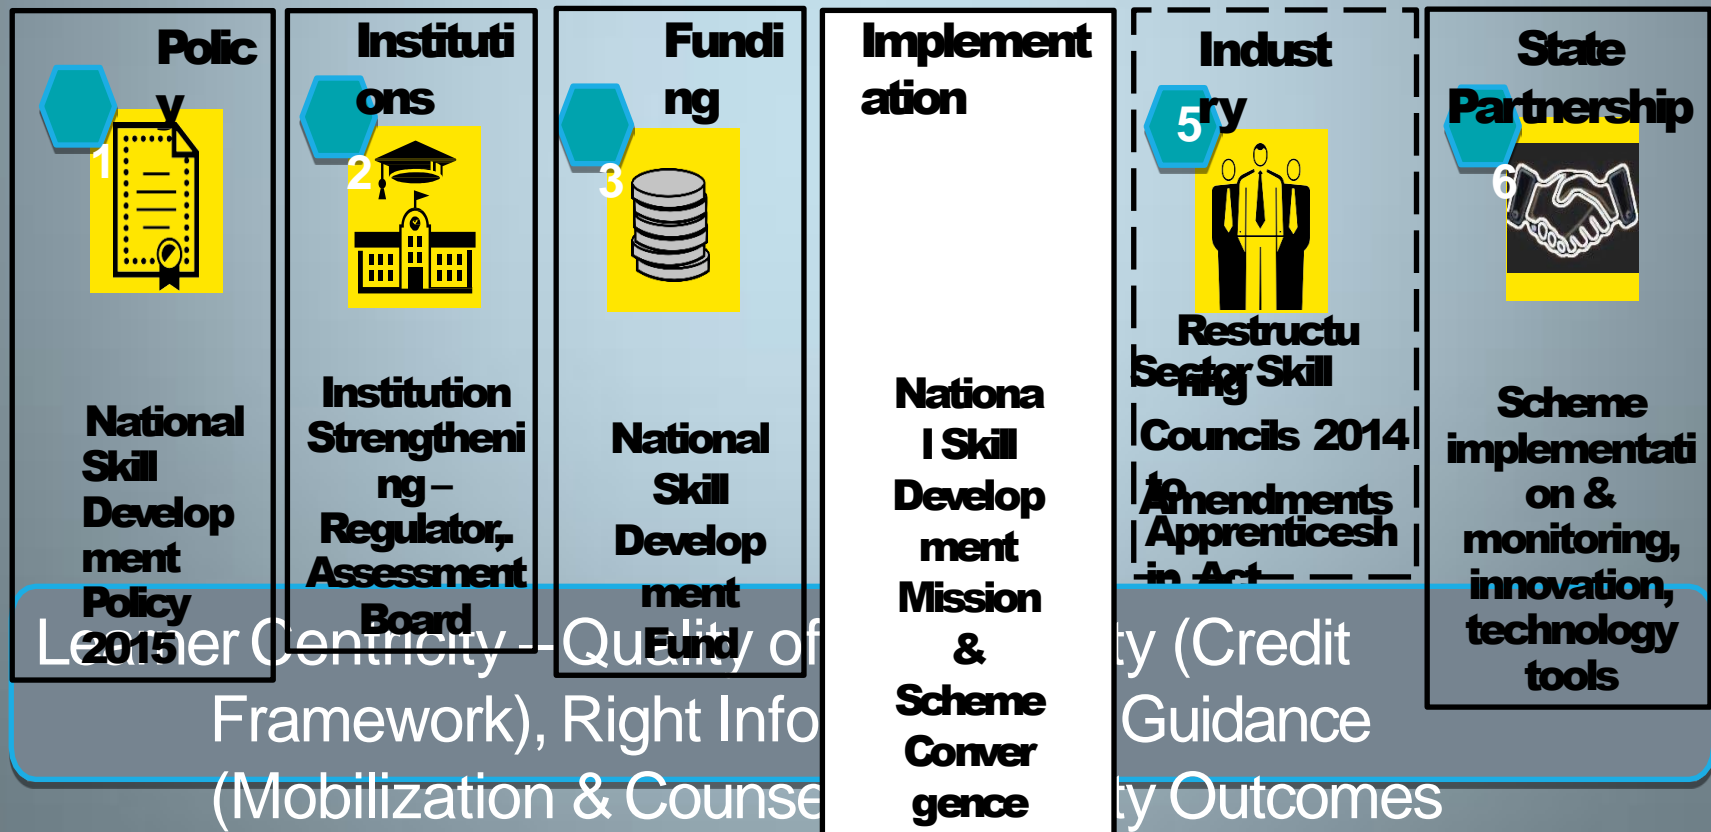 Polic
y
1
National
Skill
Develop
ment
Policy
2015
Instituti
ons
2
Institution
Strengtheni
ng –
Regulator,
Assessment
Board
Fundi
ng
3
National
Skill
Develop
ment
Fund
Implement
ation
Nationa
l Skill
Develop
ment
Mission
&
Scheme
Conver
gence
Indust
ry
5
Restructu
ring
Sector Skill
Councils 2014
to
Amendments
Apprenticesh
ip Act
State
Partnership
6
Scheme
implementati
on &
monitoring,
innovation,
technology
tools
Learner Centricity – Quality of ty (Credit
Framework), Right Info Guidance
(Mobilization & Counse ty Outcomes